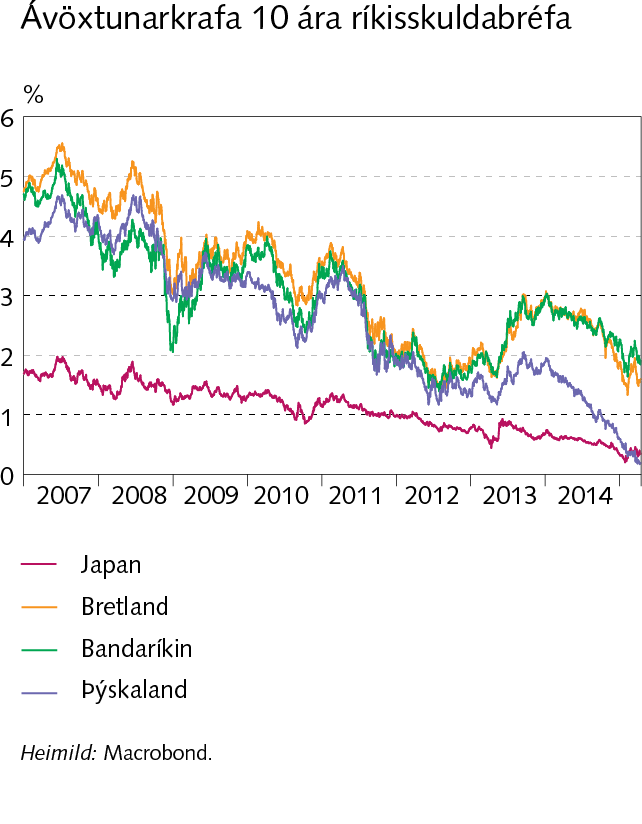 Ávöxtunarkrafa 10 ára ríkisskuldabréfa
%
6
5
4
3
2
1
0
2007 2008 2009 2010 2011 2012 2013 2014
Japan
Bretland
Bandaríkin
Þýskaland
Heimild: Macrobond.